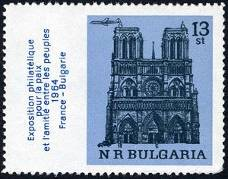 Exposition philatélique
pour la paix
et l'amitié entre les peuples
1964
France - Bulgarie
13
st
N R BULGARIA